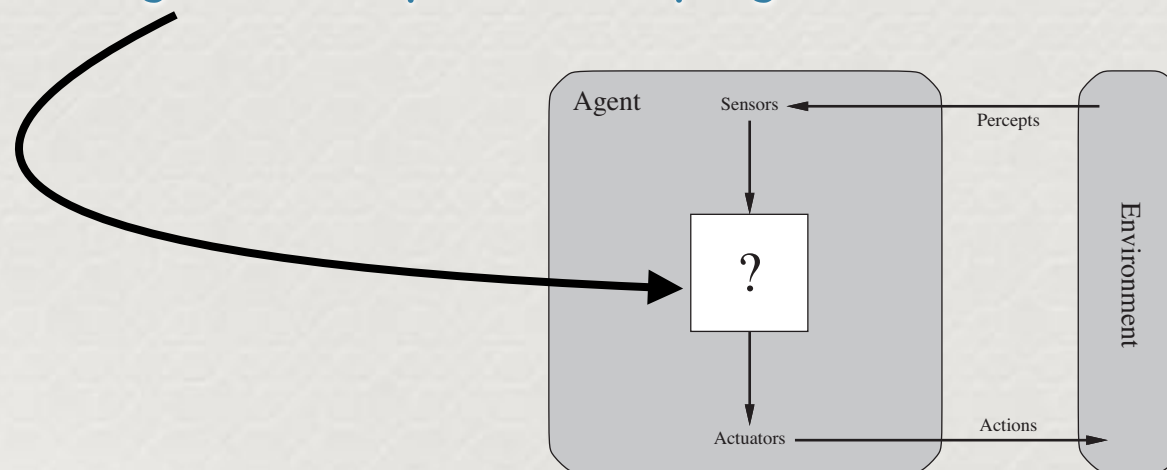 Agent
Sensors
Percepts
Environment
?
Actuators
Actions